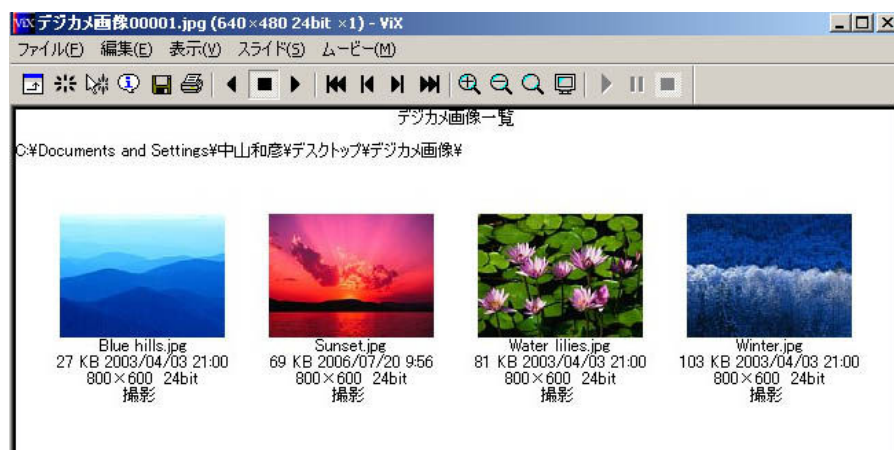 デジカメ画像00001.jpg (640×480 24bit ×1) - ViX
ファイル(F) 編集(E) 表示(V) スライド(S) ムービー(M)
デジカメ画像一覧
C:¥Documents and Settings¥中山和彦¥デスクトップ¥デジカメ画像¥
Blue hills.jpg
27 KB 2003/04/03 21:00
800×600 24bit
撮影
Sunset.jpg
69 KB 2006/07/20 9:56
800×600 24bit
撮影
Water lilies.jpg
81 KB 2003/04/03 21:00
800×600 24bit
撮影
Winter.jpg
103 KB 2003/04/03 21:00
800×600 24bit
撮影